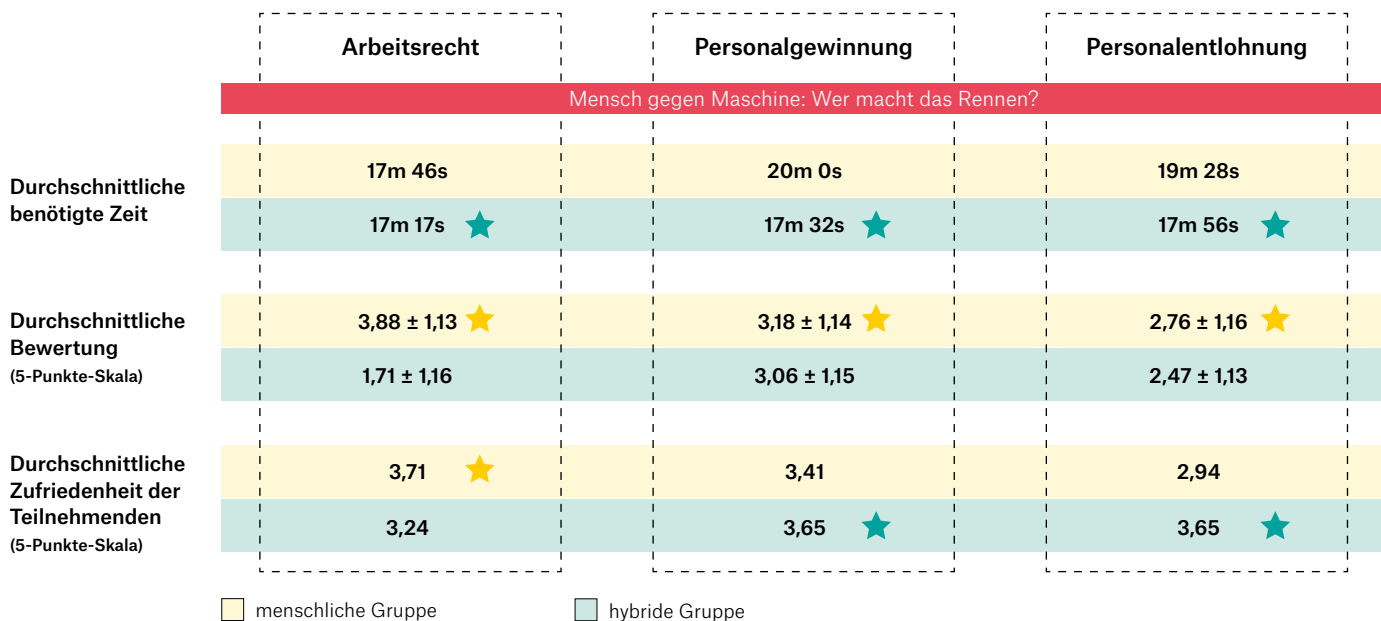 Arbeitsrecht Personalgewinnung Personalentlohnung
Mensch gegen Maschine: Wer macht das Rennen?
Durchschnittliche
benötigte Zeit
17m 46s 20m 0s 19m 28s
17m 17s 17m 32s 17m 56s
Durchschnittliche
Bewertung
(5-Punkte-Skala)
3,88 ± 1,13 3,18 ± 1,14 2,76 ± 1,16
1,71 ± 1,16 3,06 ± 1,15 2,47 ± 1,13
Durchschnittliche
Zufriedenheit der
Teilnehmenden
(5-Punkte-Skala)
3,71 3,41 2,94
3,24 3,65 3,65
menschliche Gruppe hybride Gruppe